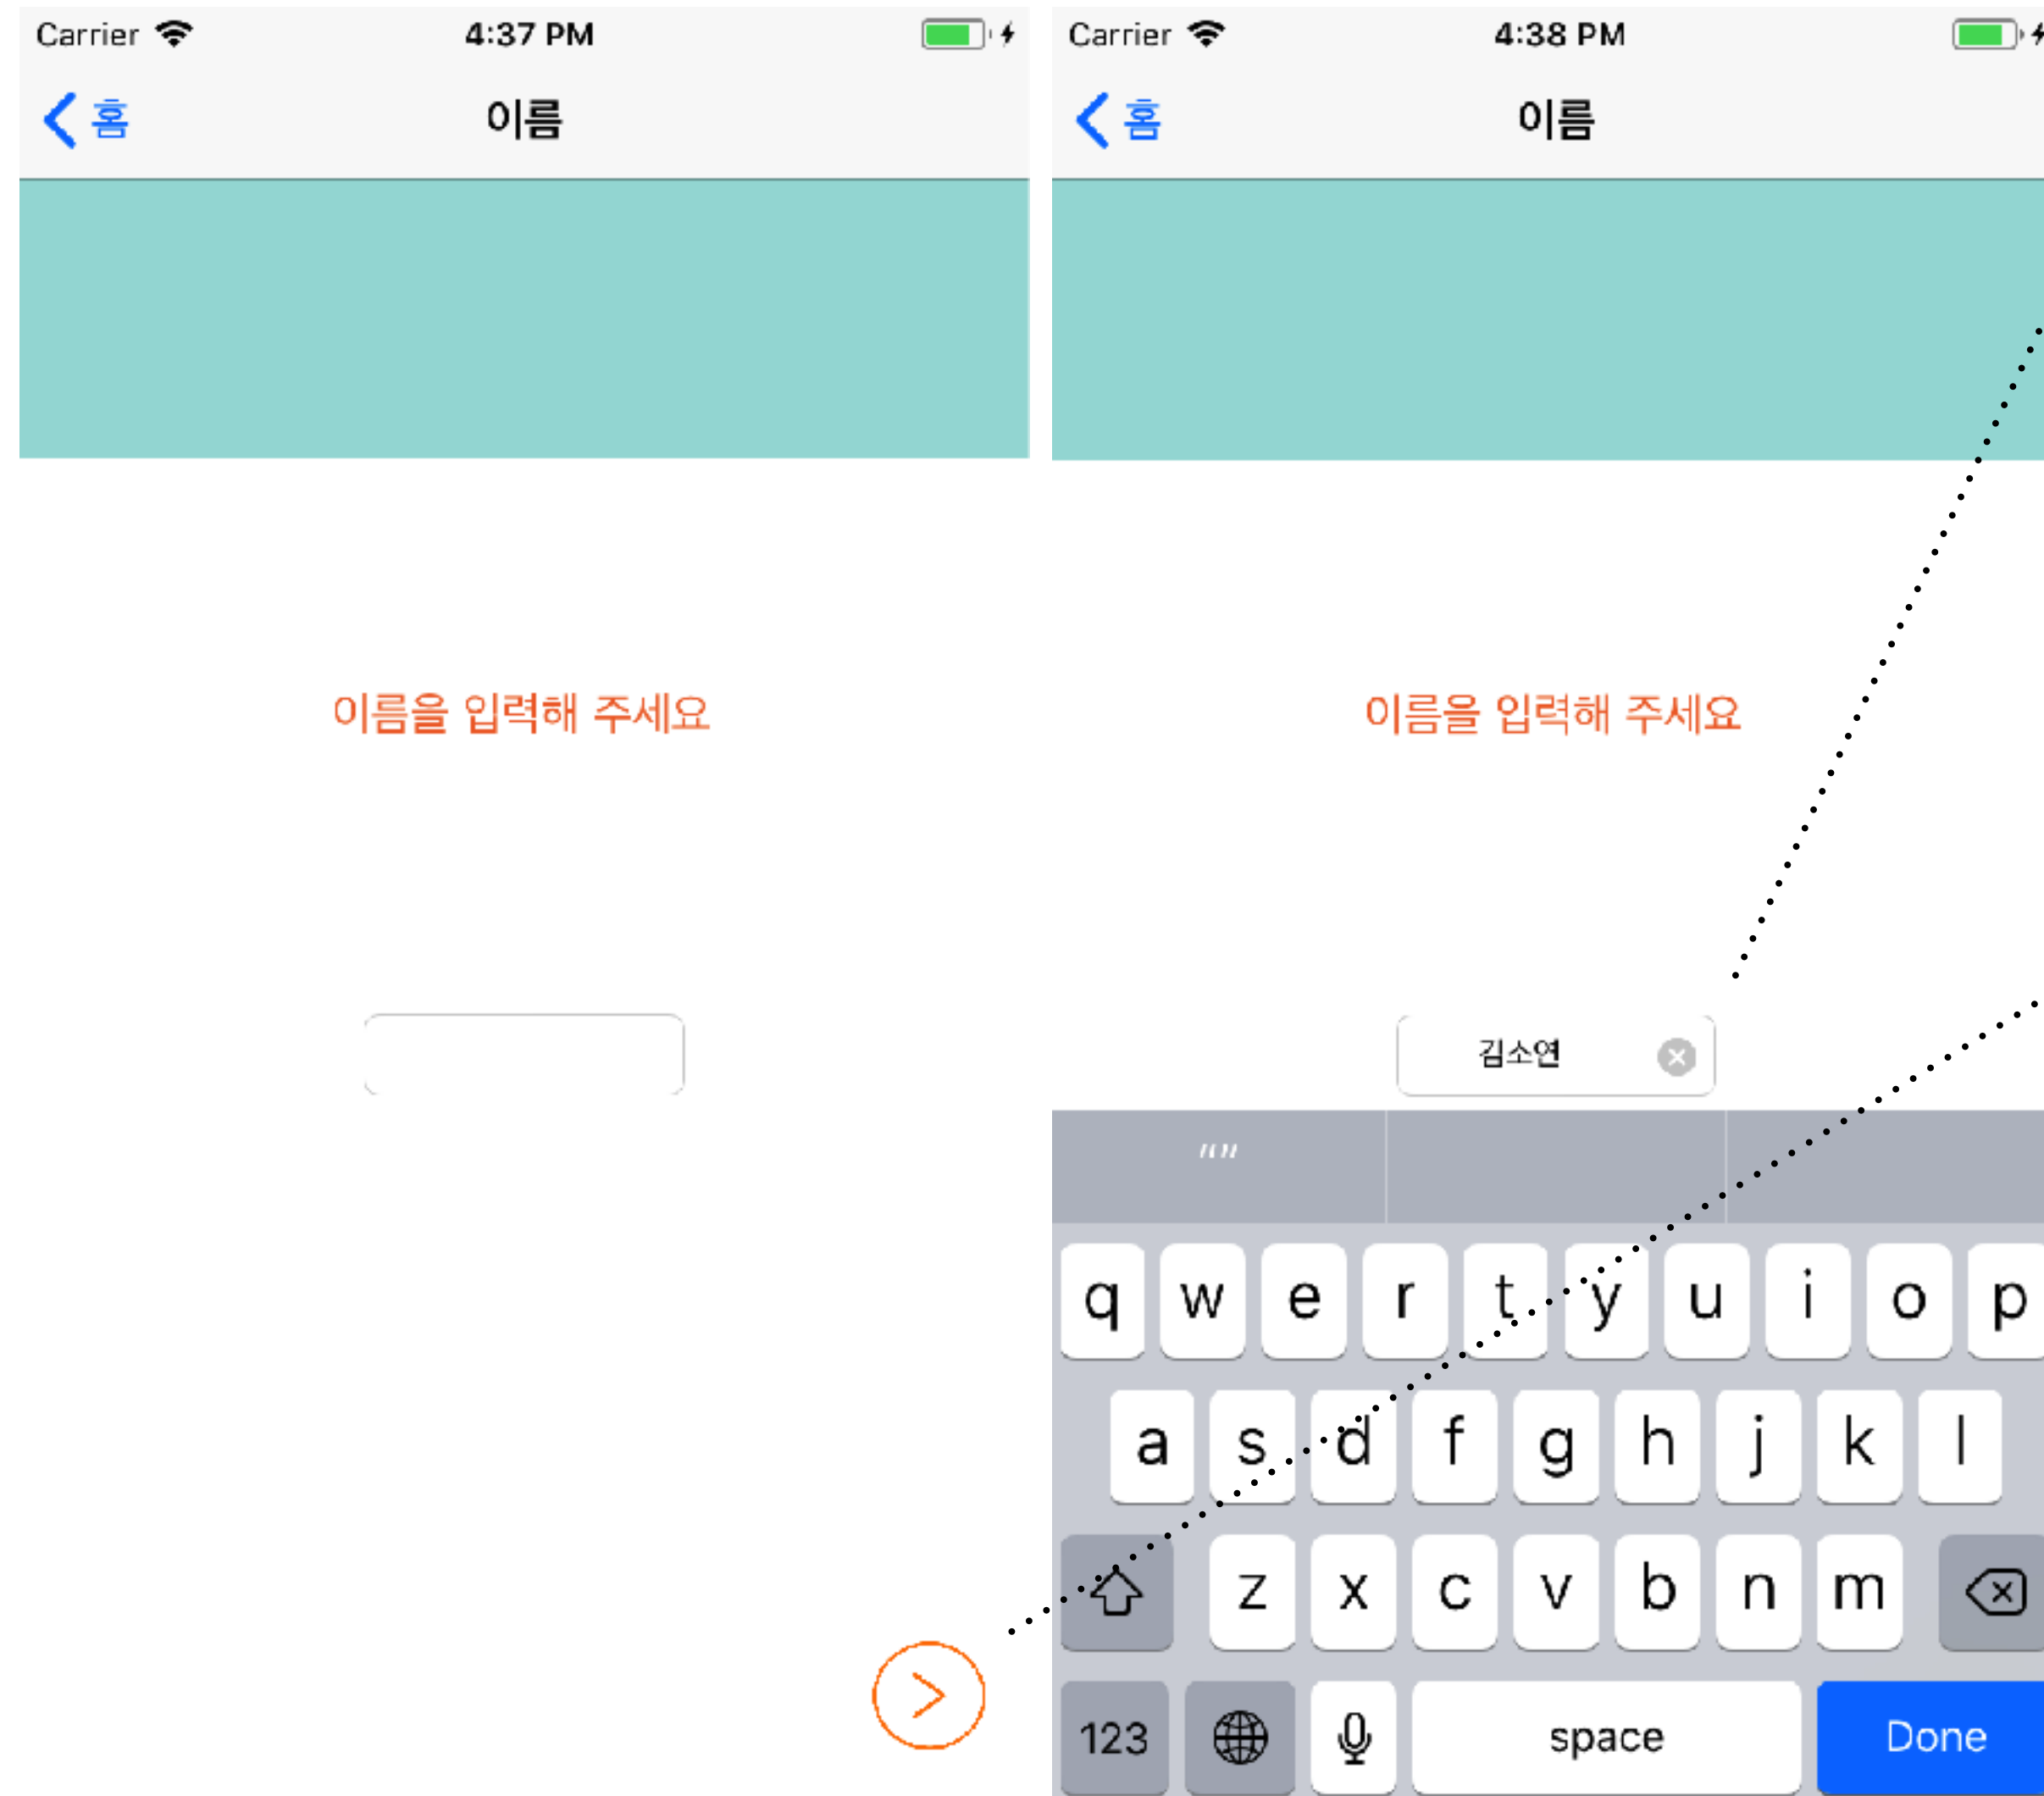 Carrier 4:37 PM
홈 이름
이름을 입력해 주세요
Carrier 4:38 PM
홈 이름
이름을 입력해 주세요
김소연
“”
q w e r t y u i o p
a s d f g h j k l
z x c v b n m
123 space Done